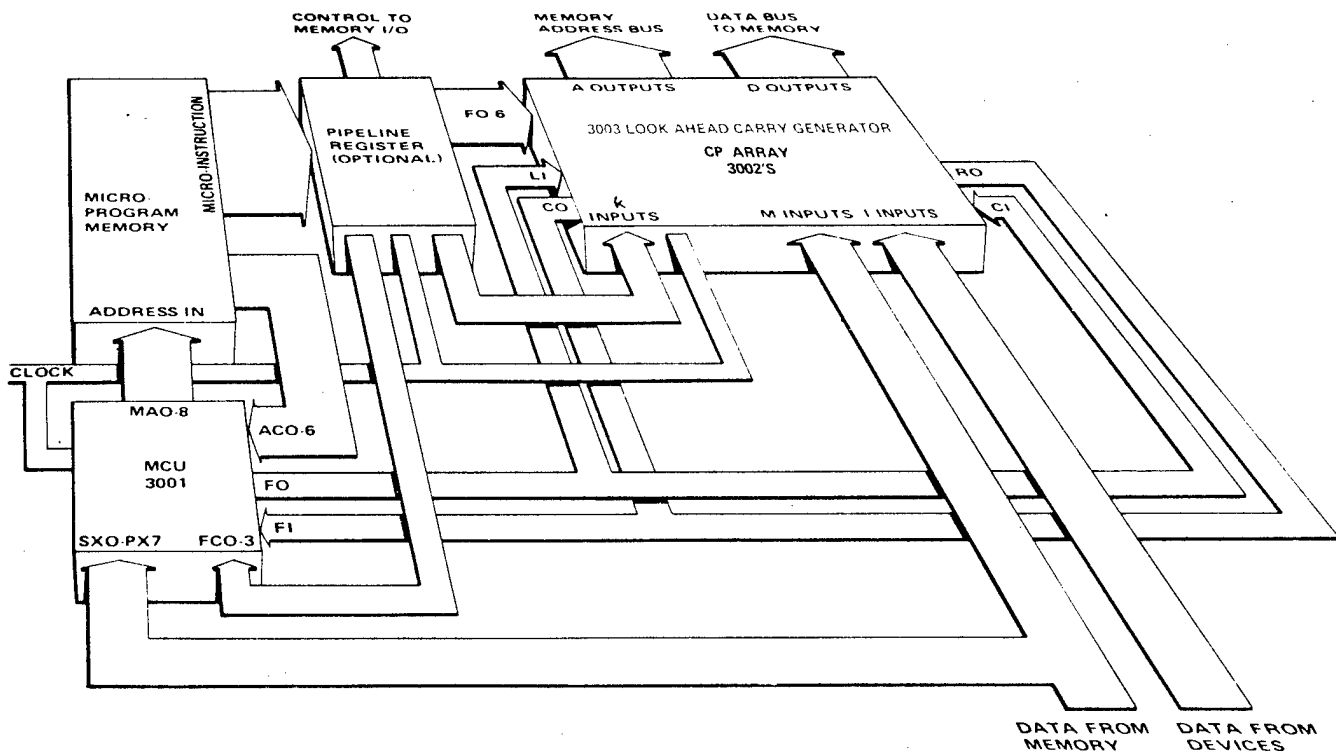 CONTROL TO
MEMORY I/O
MEMORY
ADDRESS BUS
DATA BUS
TO MEMORY
MICRO-INSTRUCTION
MICRO-
PROGRAM
MEMORY
ADDRESS IN
PIPELINE
REGISTER
(OPTIONAL)
FO 6
A OUTPUTS
D OUTPUTS
3003 LOOK AHEAD CARRY GENERATOR
CP ARRAY
3002'S
LI
CO
K
INPUTS
M INPUTS
I INPUTS
RO
CI
CLOCK
MAO-8
ACO-6
MCU
3001
FO
FI
SXO-PX7
FCO-3
DATA FROM
MEMORY
DATA FROM
DEVICES